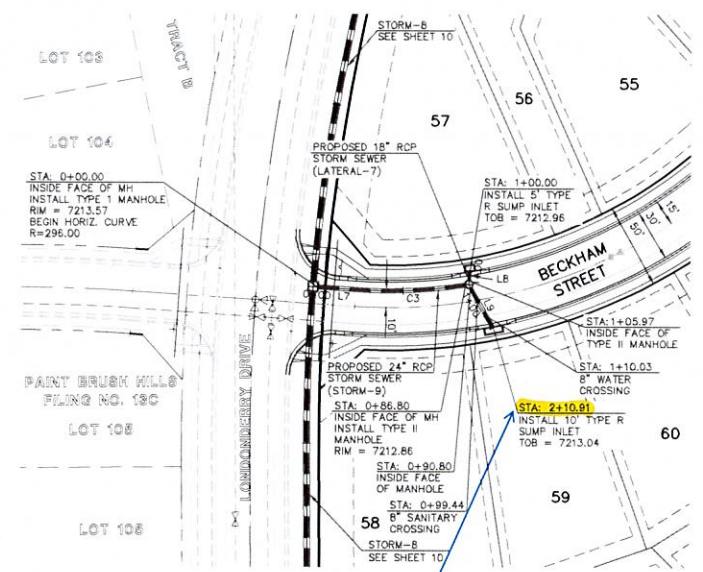 STORM-8
SEE SHEET 10
LOT 103
TRACT B
55
56
57
LOT 104
PROPOSED 18" RCP
STORM SEWER
(LATERAL-7)
STA: 0+00.00
INSIDE FACE OF MH
INSTALL TYPE 1 MANHOLE
RIM = 7213.57
BEGIN HORIZ. CURVE
R=296.00
STA: 1+00.00
INSTALL 5' TYPE
R SUMP INLET
TOB = 7212.96
15'
30'
50'
L8
BECKHAM
STREET
L7
C3
10'
STA:1+05.97
INSIDE FACE OF
TYPE II MANHOLE
LONDONDERRY DRIVE
PROPOSED 24" RCP
STORM SEWER
(STORM-9)
STA: 1+10.03
8" WATER
CROSSING
PAINT BRUSH HILLS
FILING NO. 13C
LOT 105
STA: 0+86.80
INSIDE FACE OF MH
INSTALL TYPE II
MANHOLE
RIM = 7212.86
STA: 2+10.91
INSTALL 10' TYPE R
SUMP INLET
TOB = 7213.04
60
STA: 0+90.80
INSIDE FACE
OF MANHOLE
STA: 0+99.44
8" SANITARY
CROSSING
59
58
LOT 106
STORM-8
SEE SHEET 10